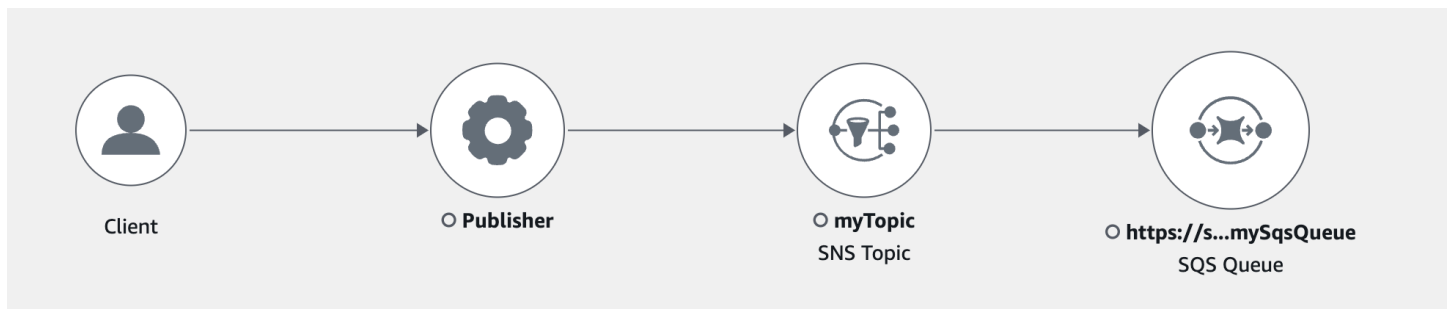 Client
Publisher
myTopic
SNS Topic
https://s...mySqsQueue
SQS Queue